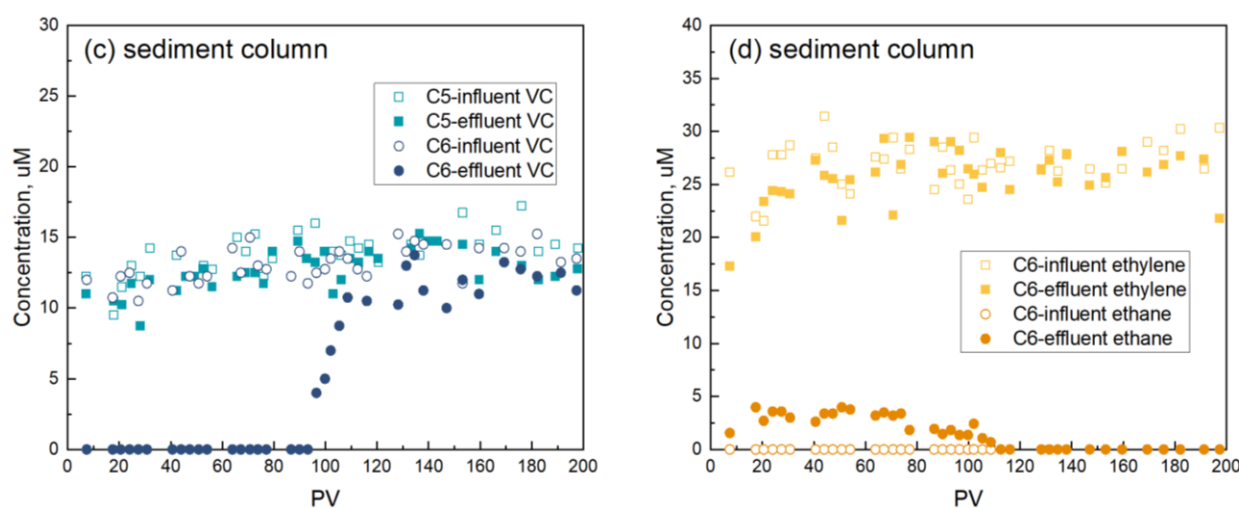 (c) sediment column
30
25
20
15
10
5
0
Concentration, uM
C5-influent VC
C5-effluent VC
C6-influent VC
C6-effluent VC
0 20 40 60 80 100 120 140 160 180 200
PV
(d) sediment column
40
35
30
25
20
15
10
5
0
Concentration, uM
C6-influent ethylene
C6-effluent ethylene
C6-influent ethane
C6-effluent ethane
0 20 40 60 80 100 120 140 160 180 200
PV